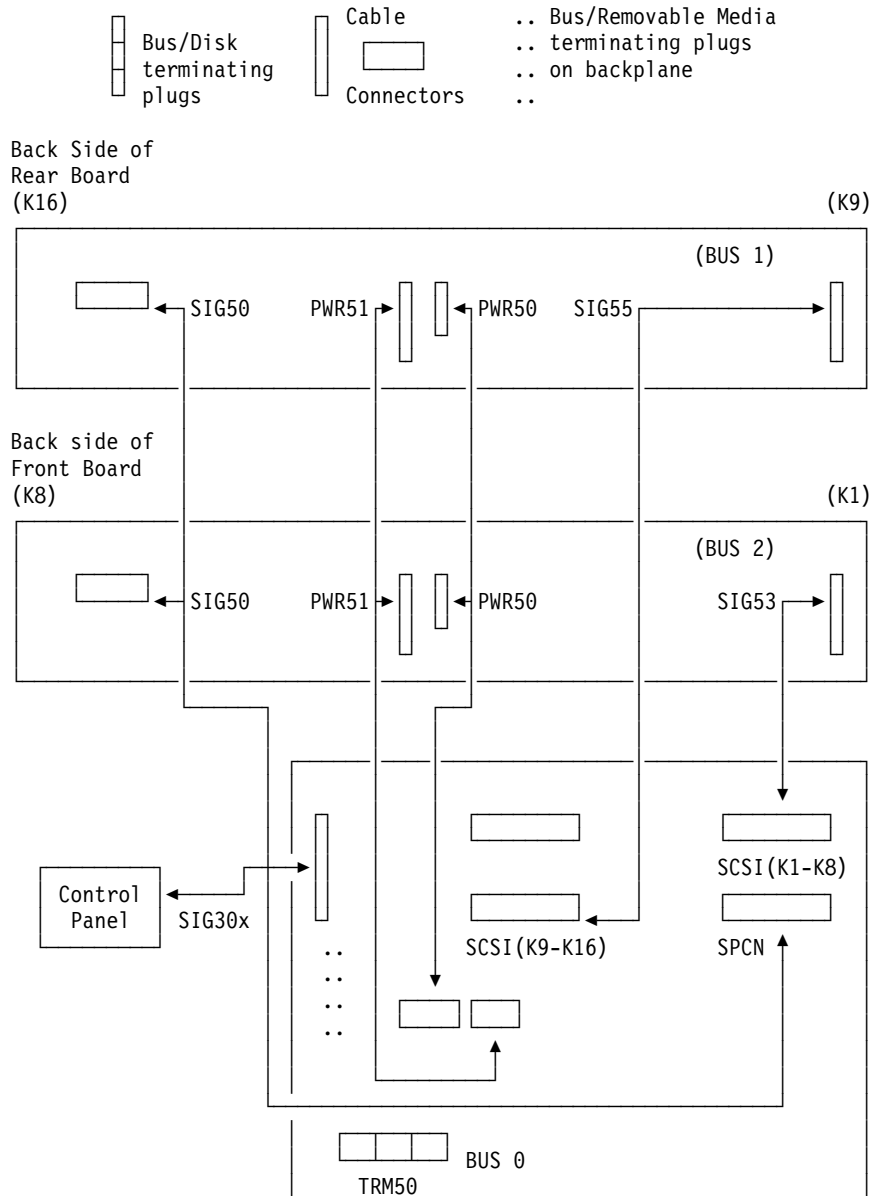 Cable
.. Bus/Removable Media
Bus/Disk
.. terminating plugs
terminating
.. on backplane
plugs
Connectors
..
Back Side of
Rear Board
(K16)
(K9)
(BUS 1)
SIG50
PWR51
PWR50
SIG55
Back side of
Front Board
(K8)
(K1)
(BUS 2)
SIG50
PWR51
PWR50
SIG53
SCSI(K1-K8)
Control
Panel
SIG30x
SCSI(K9-K16)
SPCN
..
..
..
..
BUS 0
TRM50